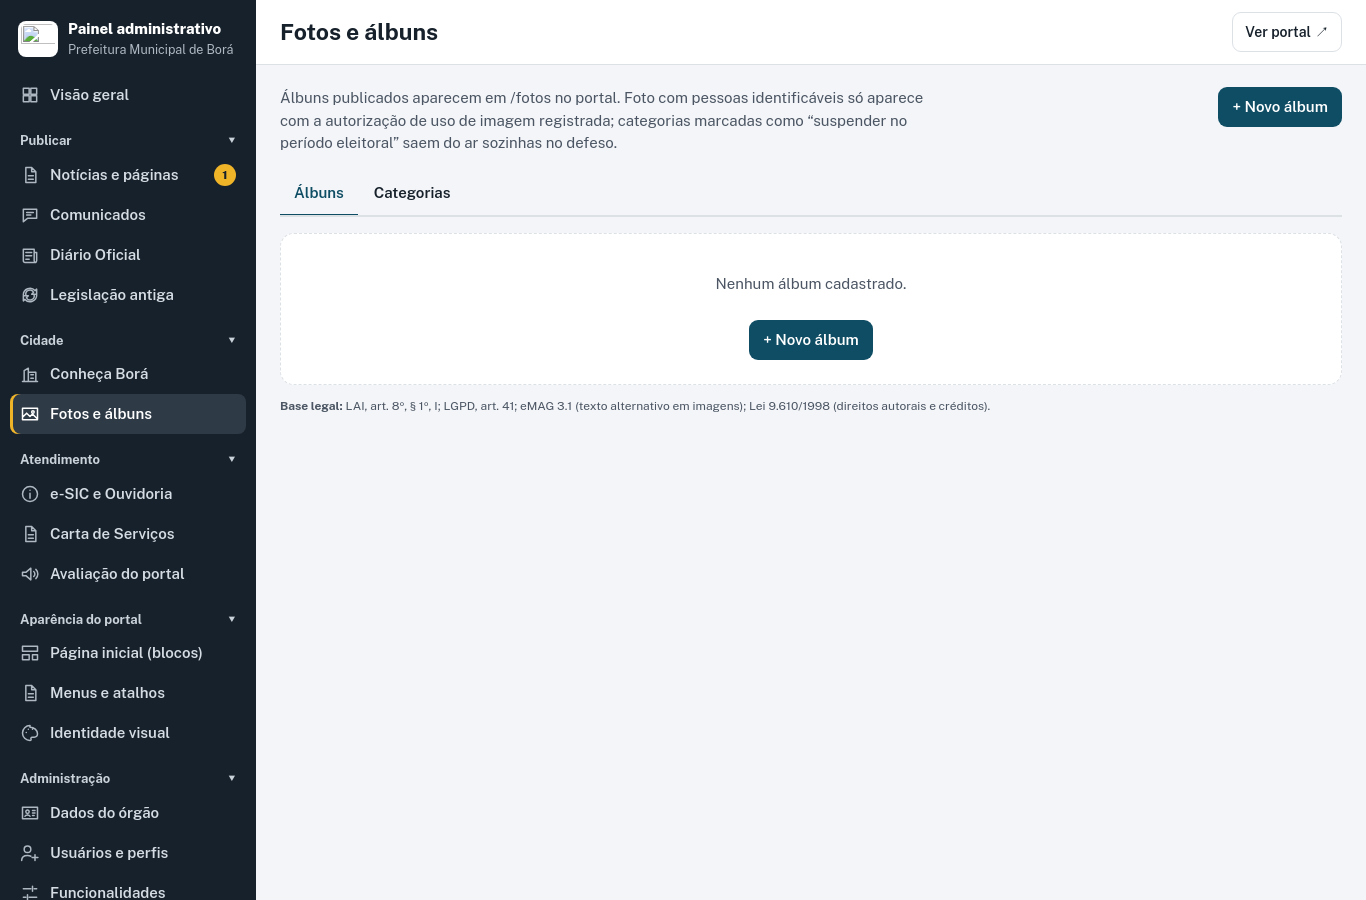 Painel administrativo
Prefeitura Municipal de Borá
Visão geral
Publicar
Notícias e páginas 1
Comunicados
Diário Oficial
Legislação antiga
Cidade
Conheça Borá
Fotos e álbuns
Atendimento
e-SIC e Ouvidoria
Carta de Serviços
Avaliação do portal
Aparência do portal
Página inicial (blocos)
Menus e atalhos
Identidade visual
Administração
Dados do órgão
Usuários e perfis
Funcionalidades
Fotos e álbuns
Ver portal ↗
Álbuns publicados aparecem em /fotos no portal. Foto com pessoas identificáveis só aparece
com a autorização de uso de imagem registrada; categorias marcadas como “suspender no
período eleitoral” saem do ar sozinhas no defeso.
+ Novo álbum
Álbuns
Categorias
Nenhum álbum cadastrado.
+ Novo álbum
Base legal: LAI, art. 8º, § 1º, I; LGPD, art. 41; eMAG 3.1 (texto alternativo em imagens); Lei 9.610/1998 (direitos autorais e créditos).